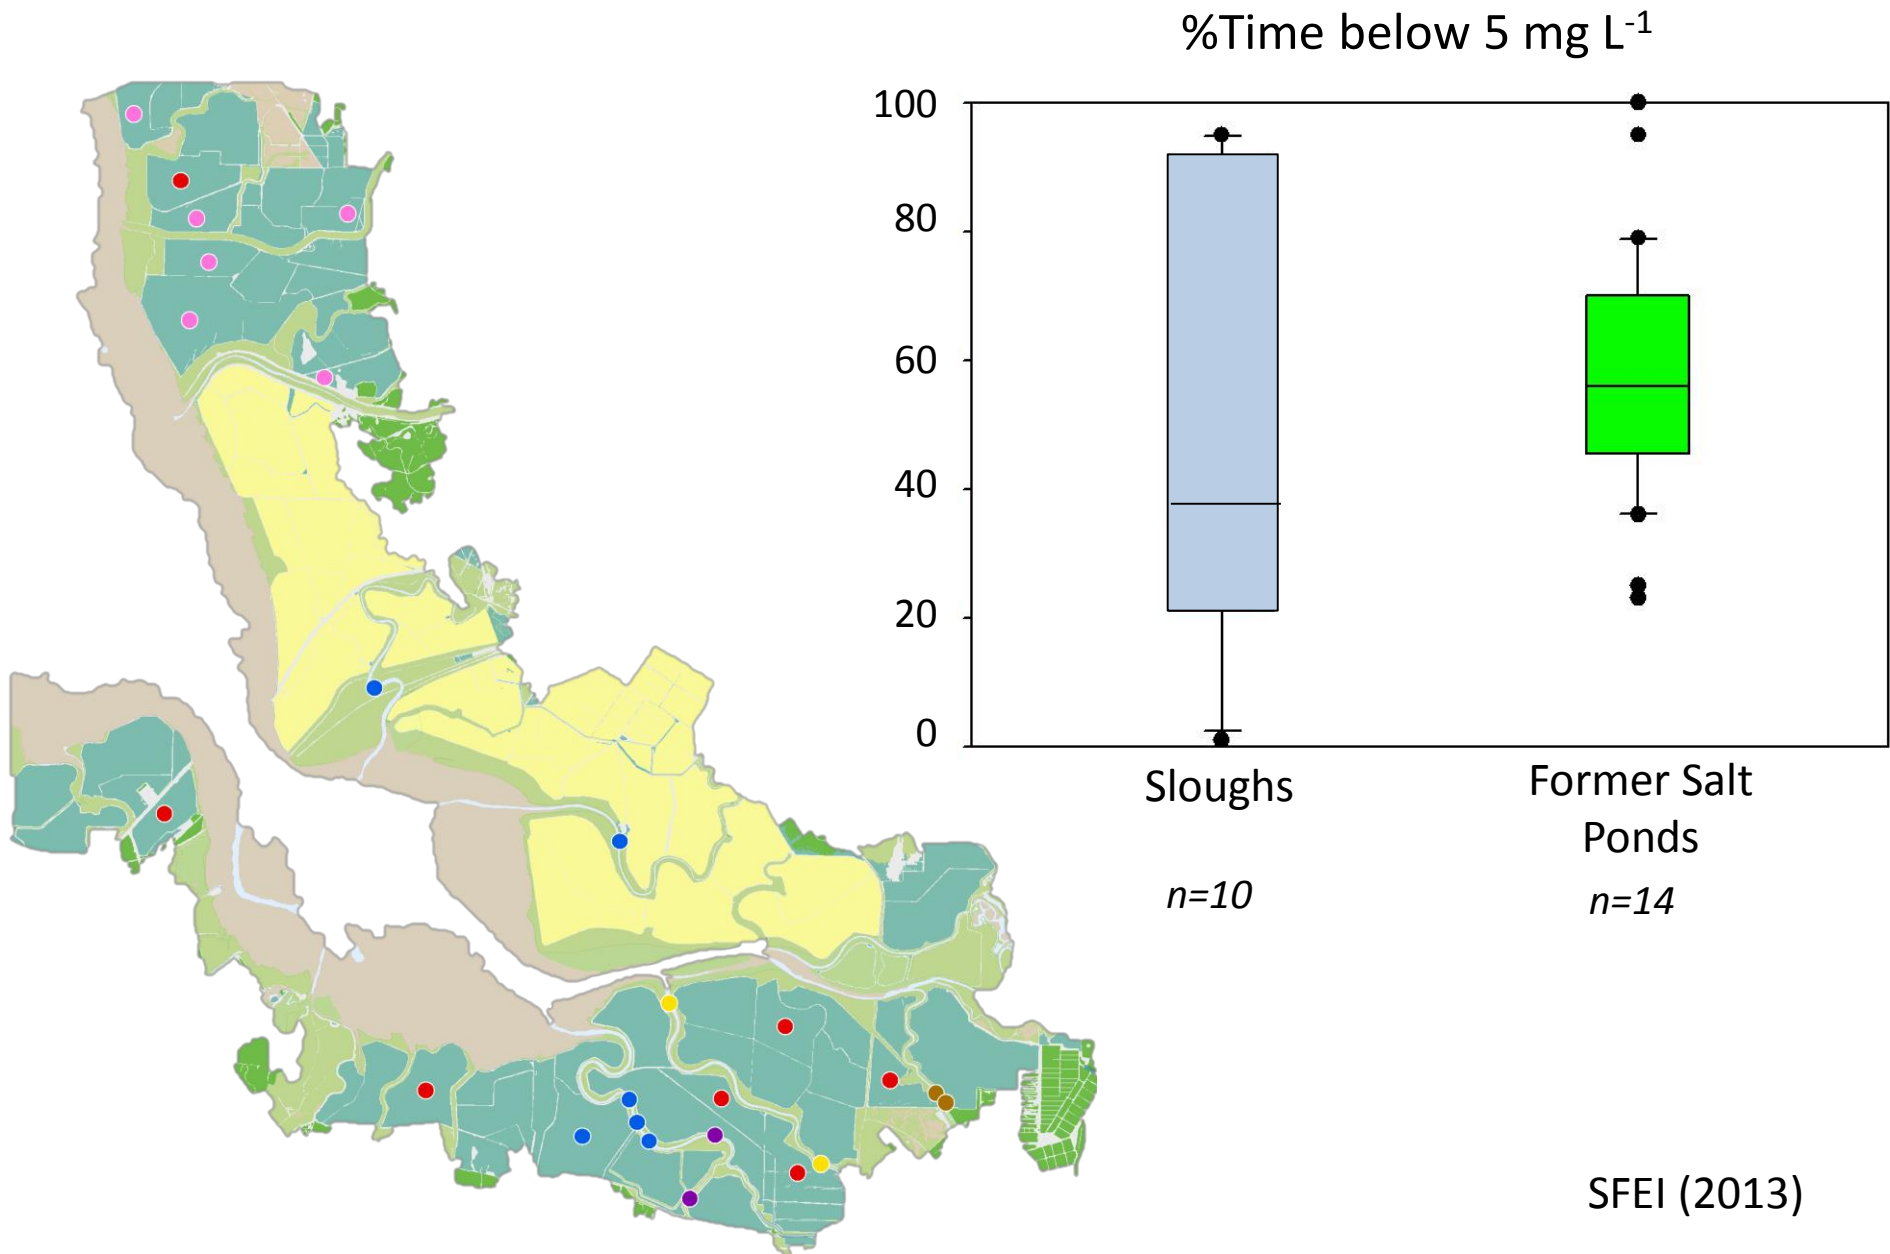 %Time below 5 mg L⁻¹
100
80
60
40
20
0
Sloughs
Former Salt
Ponds
n=10
n=14
SFEI (2013)